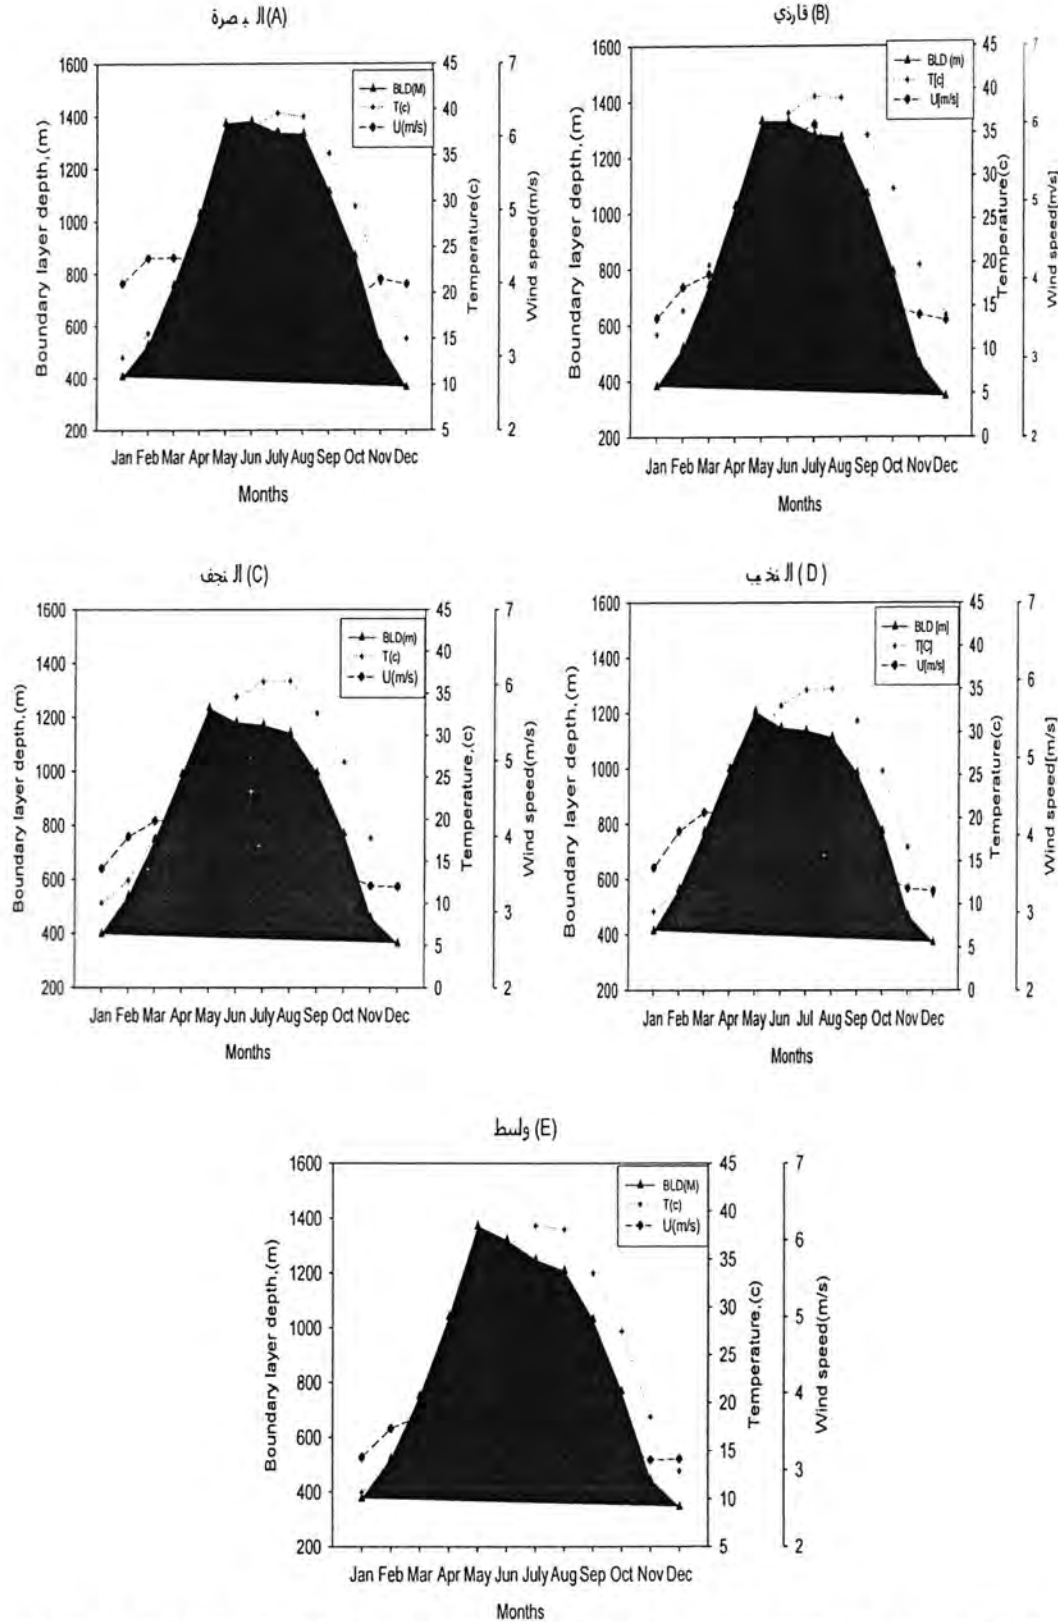 (A) البصرة
1600
1400
1200
1000
800
600
400
200
Boundary layer depth,(m)
BLD(M)
T(c)
U(m/s)
45
40
35
30
25
20
15
10
5
Temperature(c)
7
6
5
4
3
2
Wind speed(m/s)
Jan Feb Mar Apr May Jun July Aug Sep Oct Nov Dec
Months
(B)
1600
1400
1200
1000
800
600
400
200
Boundary layer depth,(m)
BLD (m)
T[c]
U[m/s]
45
40
35
30
25
20
15
10
5
0
Temperature(c)
7
6
5
4
3
2
Wind speed[m/s]
Jan Feb Mar Apr May Jun July Aug Sep Oct Nov Dec
Months
(C) النجف
1600
1400
1200
1000
800
600
400
200
Boundary layer depth,(m)
BLD(m)
T(c)
U(m/s)
45
40
35
30
25
20
15
10
5
0
Temperature,(c)
7
6
5
4
3
2
Wind speed(m/s)
Jan Feb Mar Apr May Jun July Aug Sep Oct Nov Dec
Months
(D) النخيب
1600
1400
1200
1000
800
600
400
200
Boundary layer depth,(m)
BLD [m]
T[C]
U[m/s]
45
40
35
30
25
20
15
10
5
0
Temperature(c)
7
6
5
4
3
2
Wind speed[m/s]
Jan Feb Mar Apr May Jun Jul Aug Sep Oct Nov Dec
Months
(E) واسط
1600
1400
1200
1000
800
600
400
200
Boundary layer depth,(m)
BLD(M)
T(c)
U(m/s)
45
40
35
30
25
20
15
10
5
Temperature,(c)
7
6
5
4
3
2
Wind speed(m/s)
Jan Feb Mar Apr May Jun Jul Aug Sep Oct Nov Dec
Months